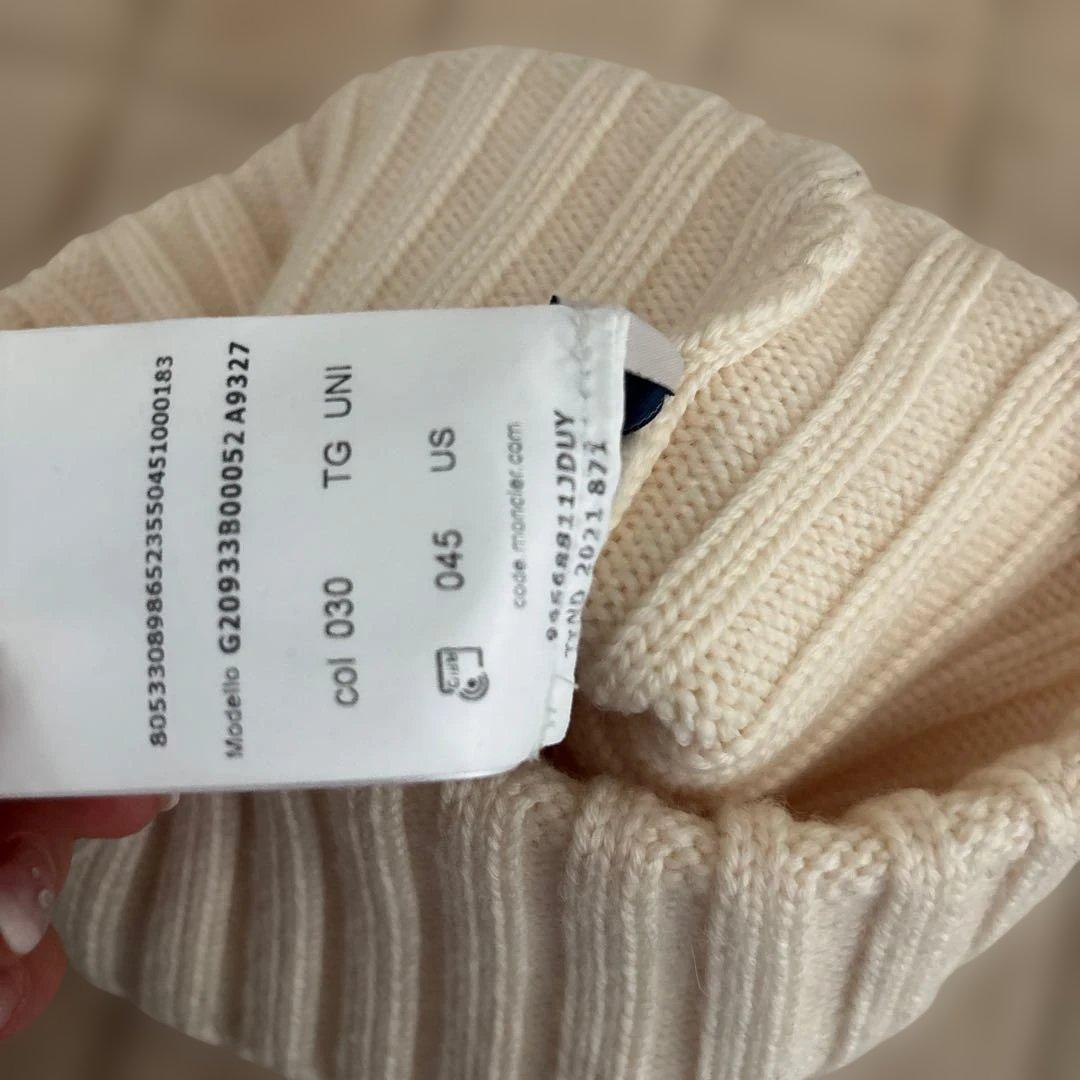 8053308986523550451000183
Modello G20933B00052 A9327
col 030 TG UNI
045 US
code.moncler.com
TIND 2021 871